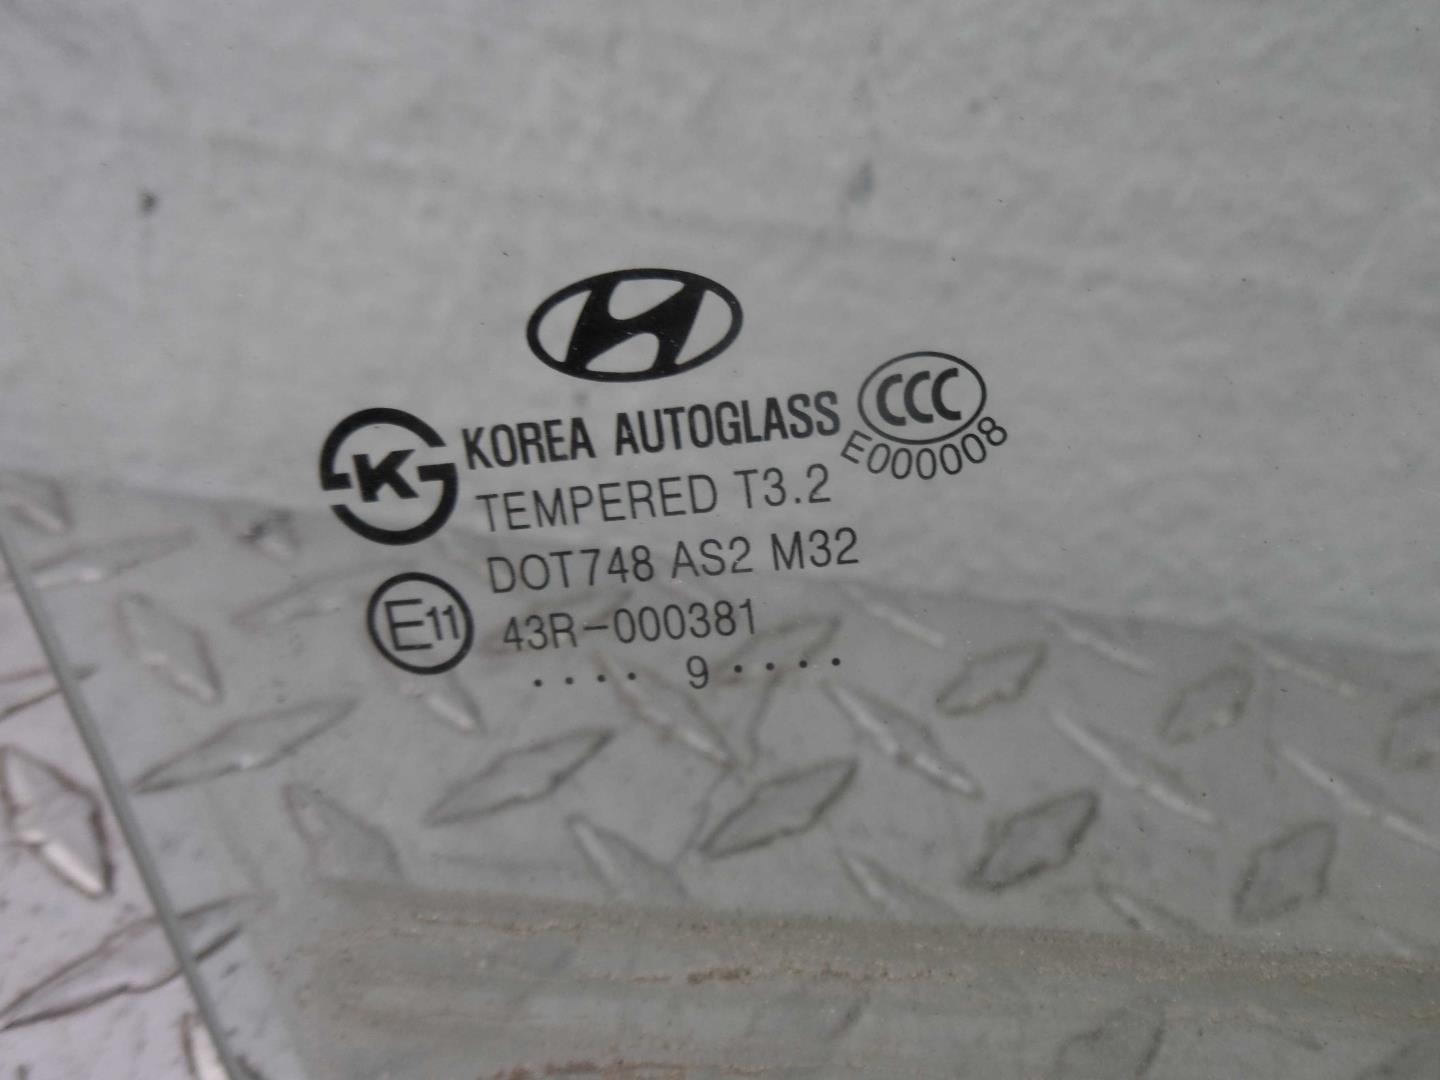 KOREA AUTOGLASS
CCC
E000008
K
TEMPERED T3.2
DOT748 AS2 M32
E11
43R-000381
.... 9 ....